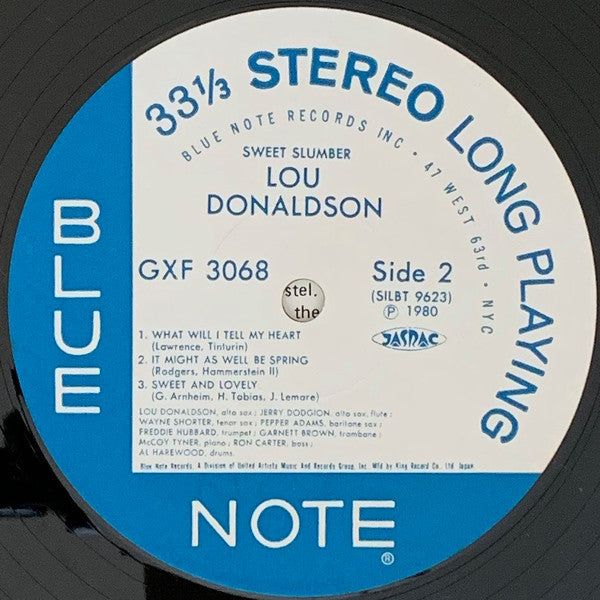 33 1/3 STEREO LONG PLAYING
BLUE NOTE RECORDS INC • 47 WEST 63rd • NYC
SWEET SLUMBER
LOU
DONALDSON
GXF 3068
Side 2
(SILBT 9623)
Ⓟ 1980
JASRAC
stel.
the
1. WHAT WILL I TELL MY HEART
(Lawrence, Tinturin)
2. IT MIGHT AS WELL BE SPRING
(Rodgers, Hammerstein II)
3. SWEET AND LOVELY
(G. Arnheim, H. Tobias, J. Lemare)
LOU DONALDSON, alto sax ; JERRY DODGION, alto sax, flute ;
WAYNE SHORTER, tenor sax ; PEPPER ADAMS, baritone sax ;
FREDDIE HUBBARD, trumpet ; GARNETT BROWN, trombone ;
McCOY TYNER, piano ; RON CARTER, bass ;
AL HAREWOOD, drums.
Blue Note Records, A Division of United Artists Music And Records Group, Inc. Mfd by King Record Co., Ltd. Japan.
BLUE
NOTE®